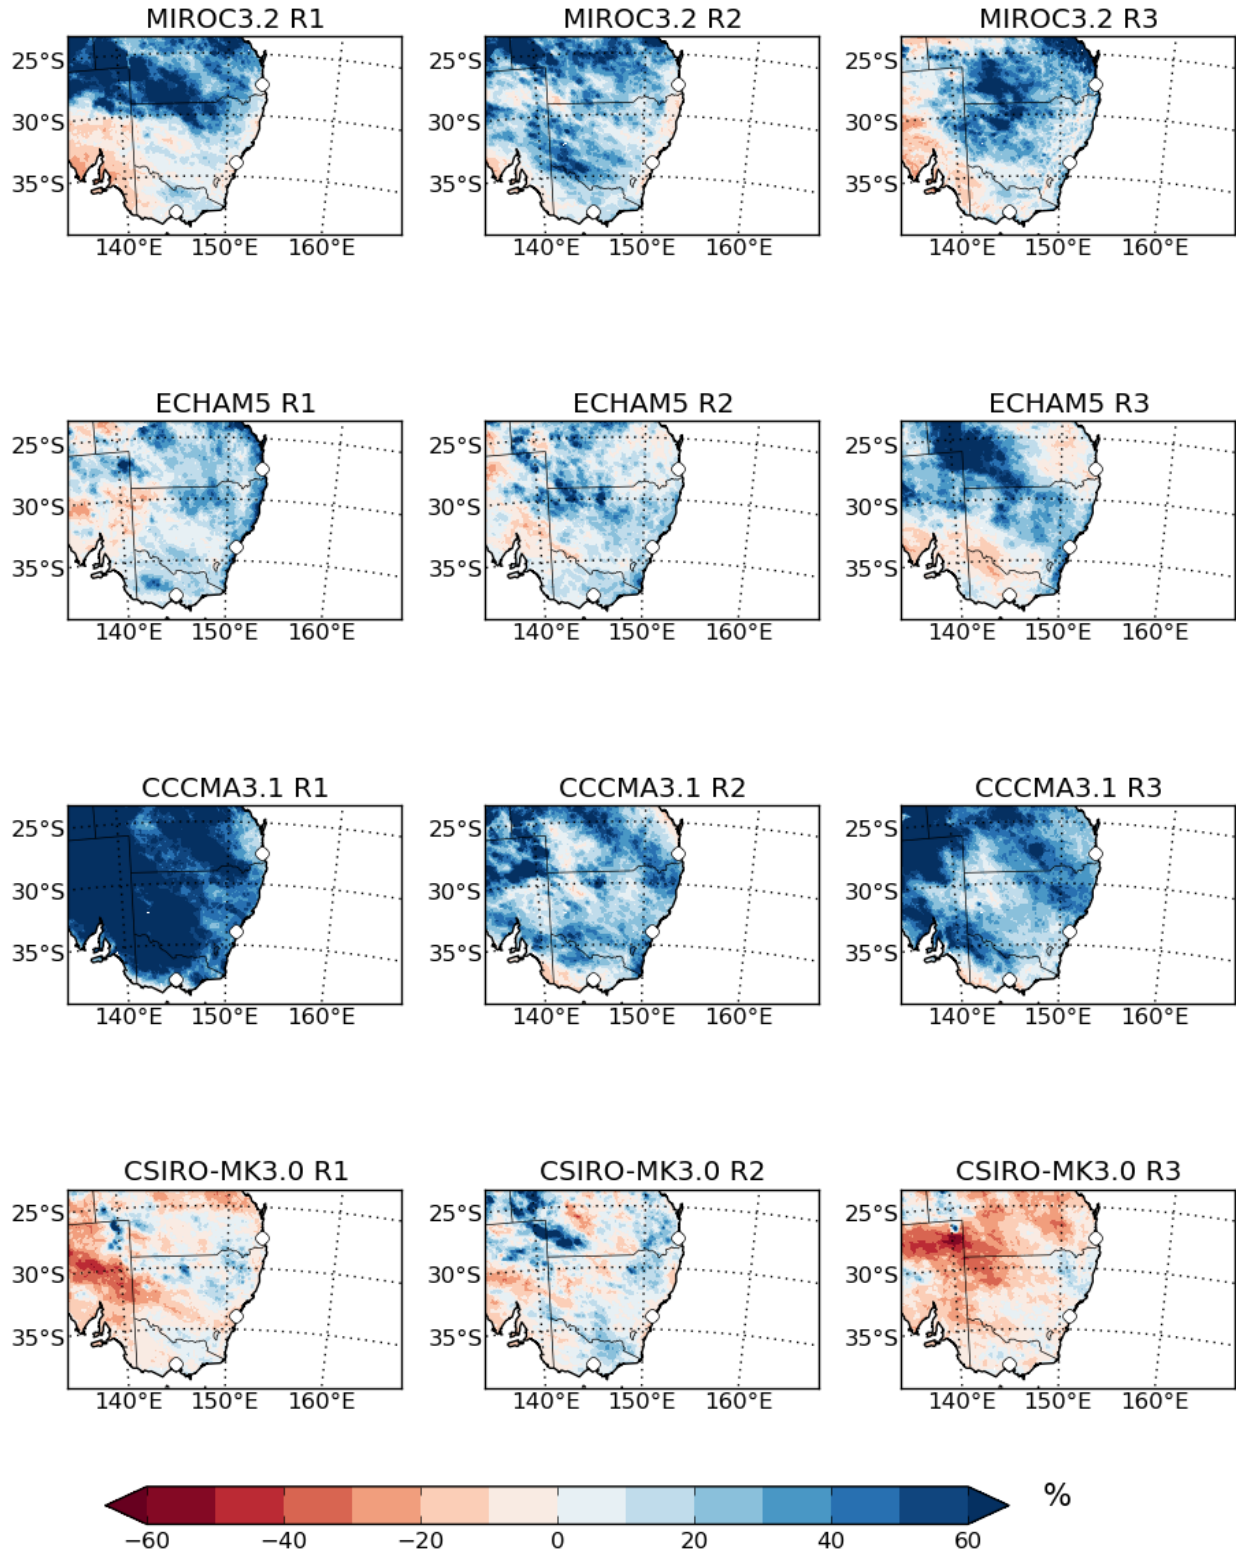 MIROC3.2 R1 MIROC3.2 R2 MIROC3.2 R3
25°S 25°S 25°S
30°S 30°S 30°S
35°S 35°S 35°S
140°E 150°E 160°E 140°E 150°E 160°E 140°E 150°E 160°E
ECHAM5 R1 ECHAM5 R2 ECHAM5 R3
25°S 25°S 25°S
30°S 30°S 30°S
35°S 35°S 35°S
140°E 150°E 160°E 140°E 150°E 160°E 140°E 150°E 160°E
CCCMA3.1 R1 CCCMA3.1 R2 CCCMA3.1 R3
25°S 25°S 25°S
30°S 30°S 30°S
35°S 35°S 35°S
140°E 150°E 160°E 140°E 150°E 160°E 140°E 150°E 160°E
CSIRO-MK3.0 R1 CSIRO-MK3.0 R2 CSIRO-MK3.0 R3
25°S 25°S 25°S
30°S 30°S 30°S
35°S 35°S 35°S
140°E 150°E 160°E 140°E 150°E 160°E 140°E 150°E 160°E
%
−60 −40 −20 0 20 40 60